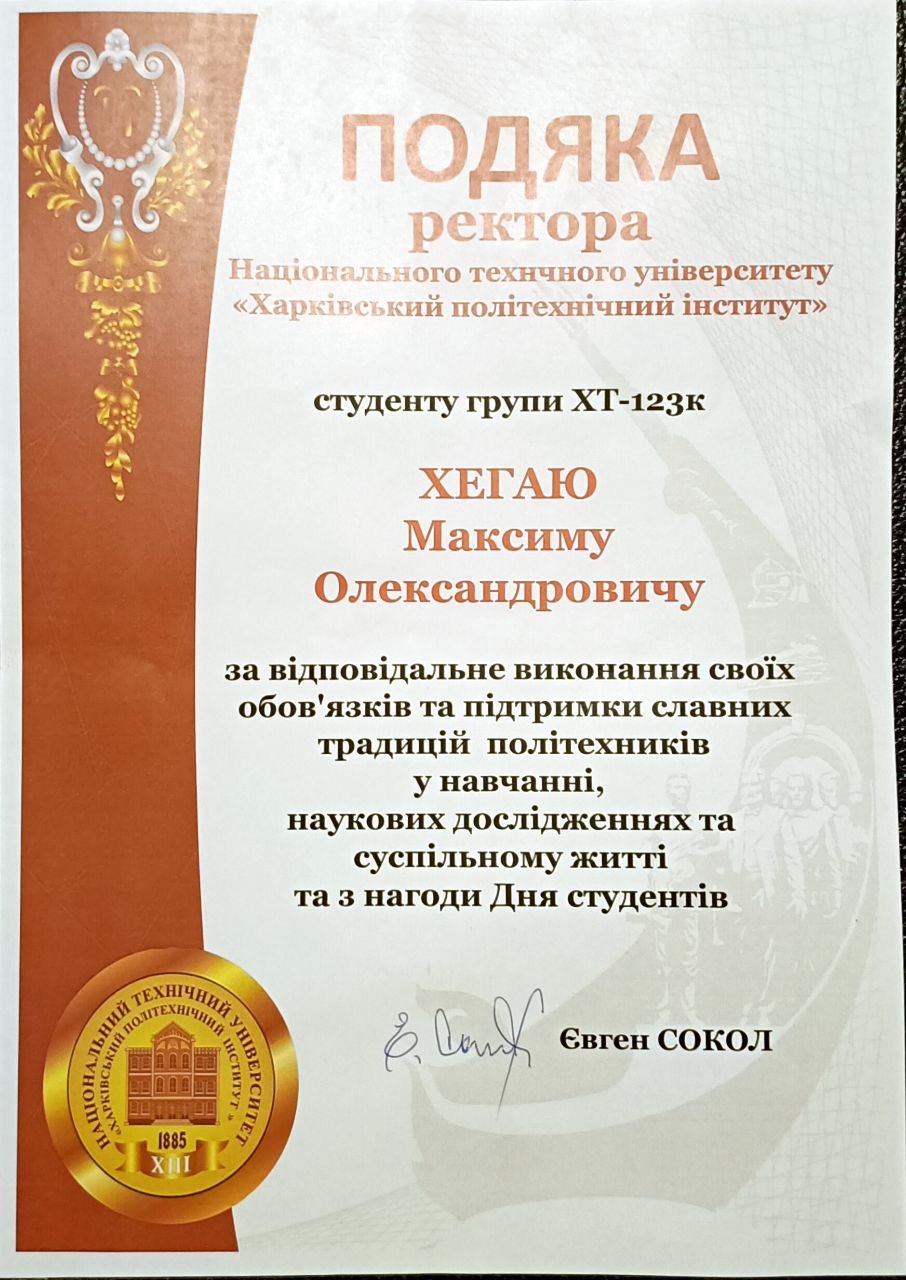 ПОДЯКА
ректора
Національного технчного університету
«Харківський політехнічний інститут»
студенту групи ХТ-123к
ХЕГАЮ
Максиму
Олександровичу
за відповідальне виконання своїх
обов'язків та підтримки славних
традицій політехників
у навчанні,
наукових дослідженнях та
суспільному житті
та з нагоди Дня студентів
Є. Сокол
Євген СОКОЛ
НАЦІОНАЛЬНИЙ ТЕХНІЧНИЙ УНІВЕРСИТЕТ
«ХАРКІВСЬКИЙ ПОЛІТЕХНІЧНИЙ ІНСТИТУТ»
1885
ХПІ